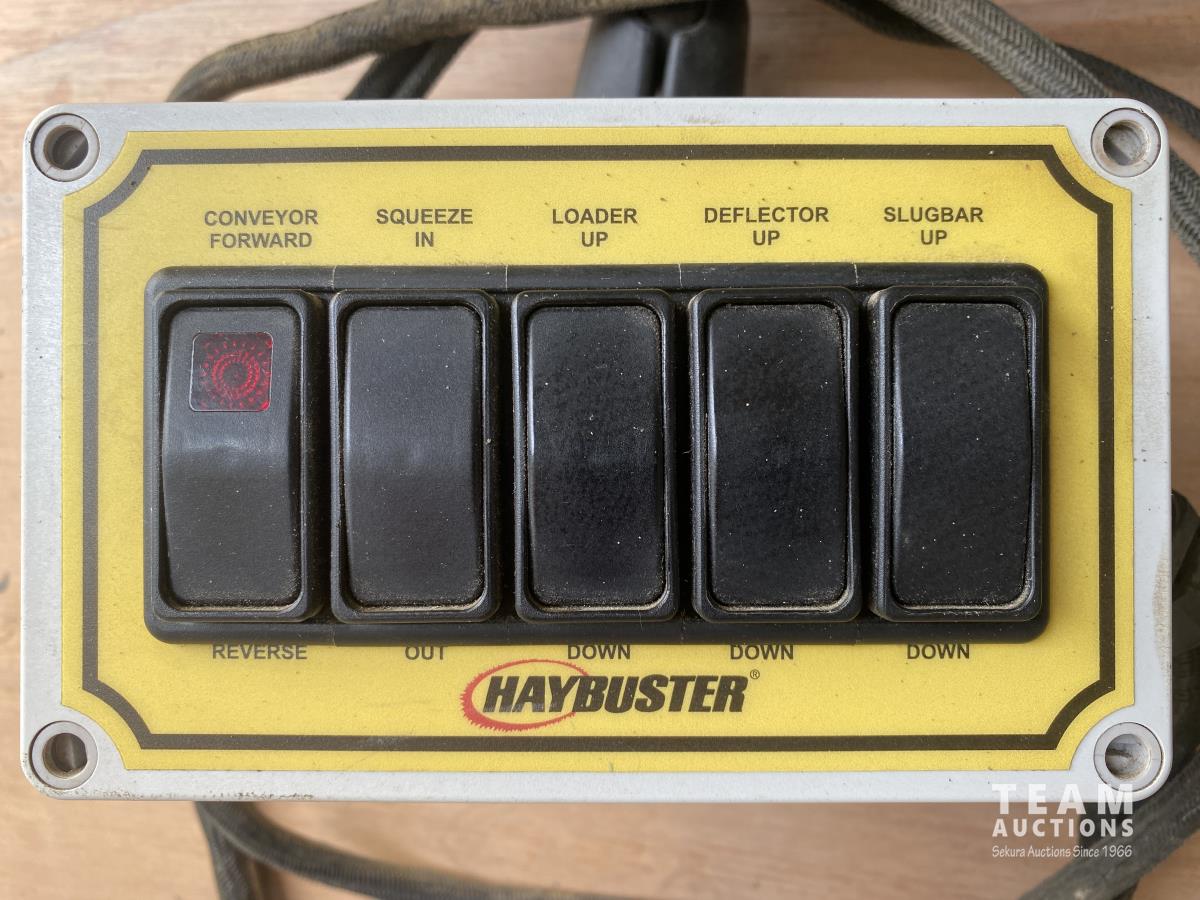 CONVEYOR FORWARD
SQUEEZE IN
LOADER UP
DEFLECTOR UP
SLUGBAR UP
REVERSE
OUT
DOWN
DOWN
DOWN
HAYBUSTER®
TEAM
AUCTIONS
Sekura Auctions Since 1966